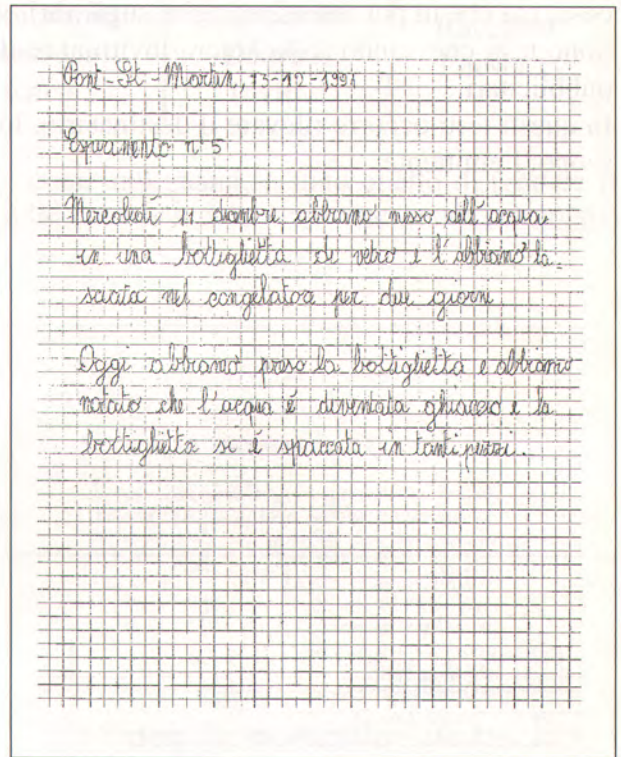 Pont-St-Martin, 13-12-1991
Esperimento n° 5
Mercoledì 11 dicembre, abbiamo messo dell'acqua
in una bottiglietta di vetro e l'abbiamo la=
sciata nel congelatore per due giorni.
Oggi abbiamo preso la bottiglietta e abbiamo
notato che l'acqua è diventata ghiaccio e la
bottiglietta si è spaccata in tanti pezzi.